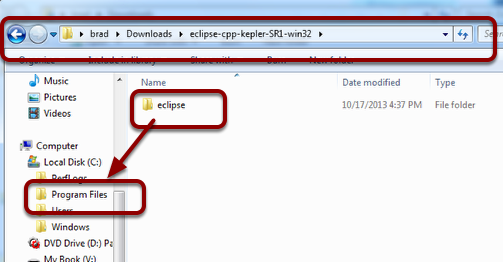 brad ▸ Downloads ▸ eclipse-cpp-kepler-SR1-win32 ▸
Organize Include in library Share with Burn New folder
Music
Pictures
Videos
Computer
Local Disk (C:)
PerfLogs
Program Files
Users
Windows
DVD Drive (D:) Pa
My Book (V:)
Name Date modified Type
eclipse 10/17/2013 4:37 PM File folder
Sear